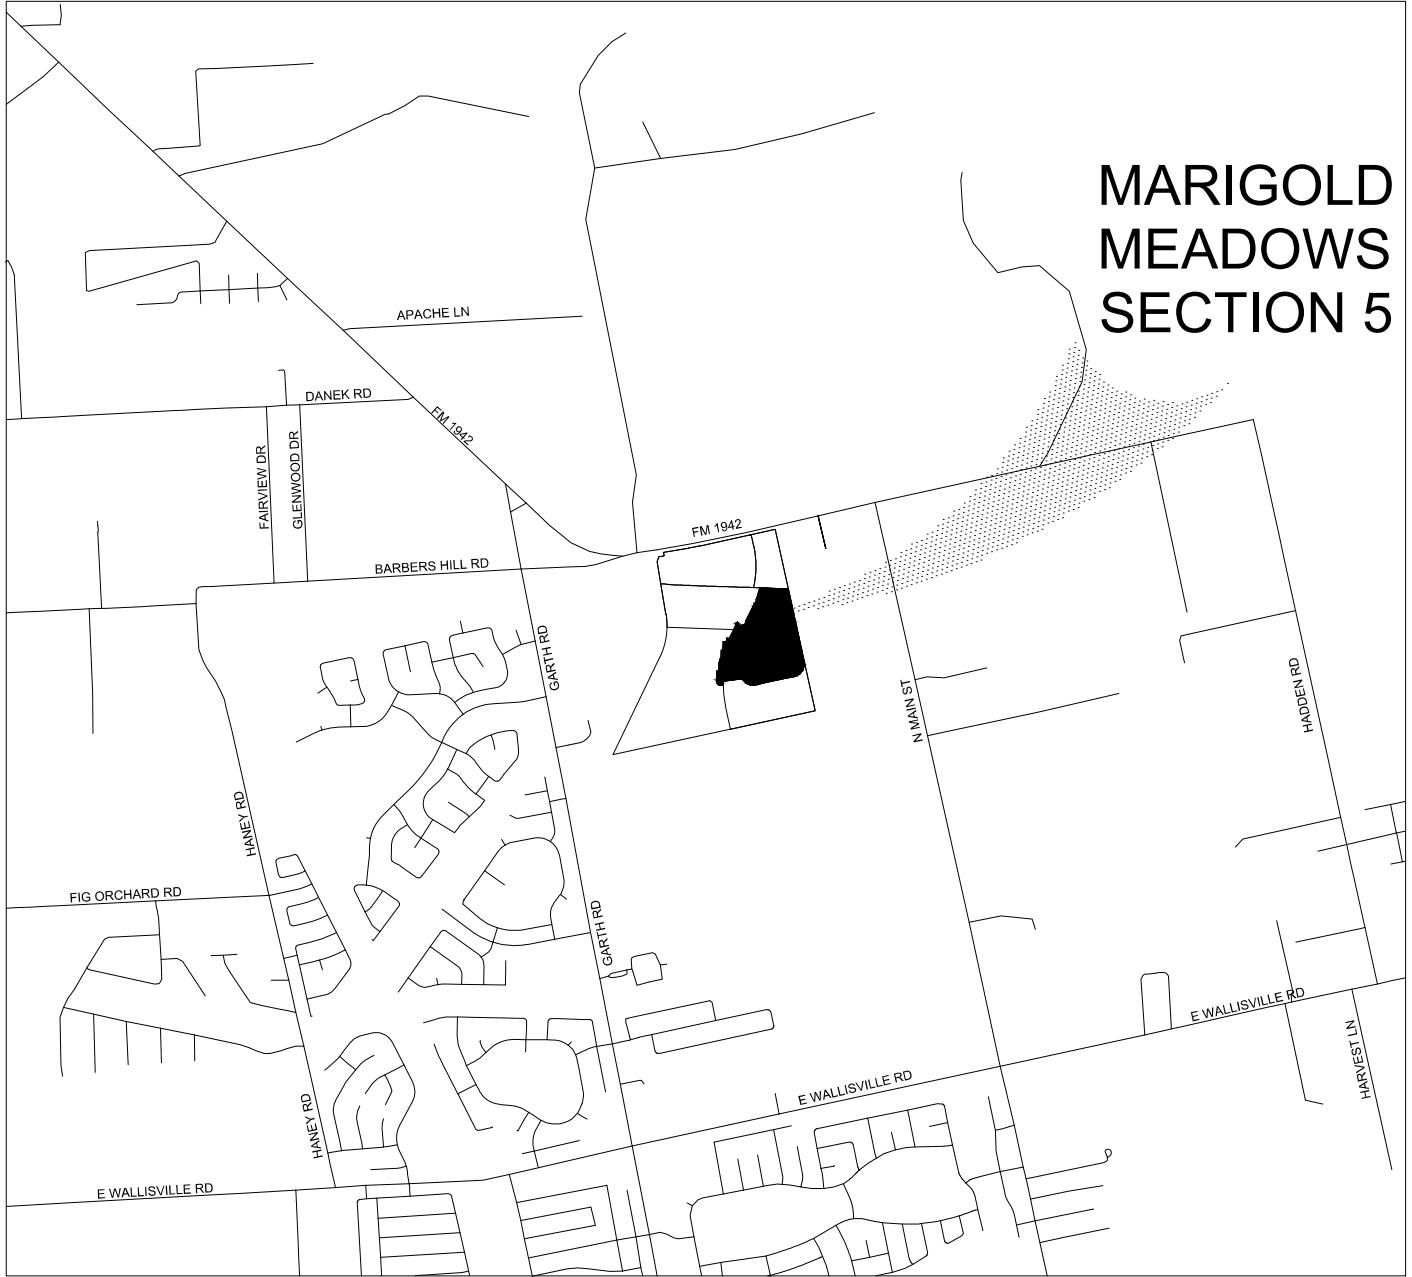 MARIGOLD
MEADOWS
SECTION 5
APACHE LN
DANEK RD
FM 1942
FAIRVIEW DR
GLENWOOD DR
FM 1942
BARBERS HILL RD
GARTH RD
N MAIN ST
HADDEN RD
HANEY RD
FIG ORCHARD RD
GARTH RD
E WALLISVILLE RD
HARVEST LN
E WALLISVILLE RD
HANEY RD
E WALLISVILLE RD